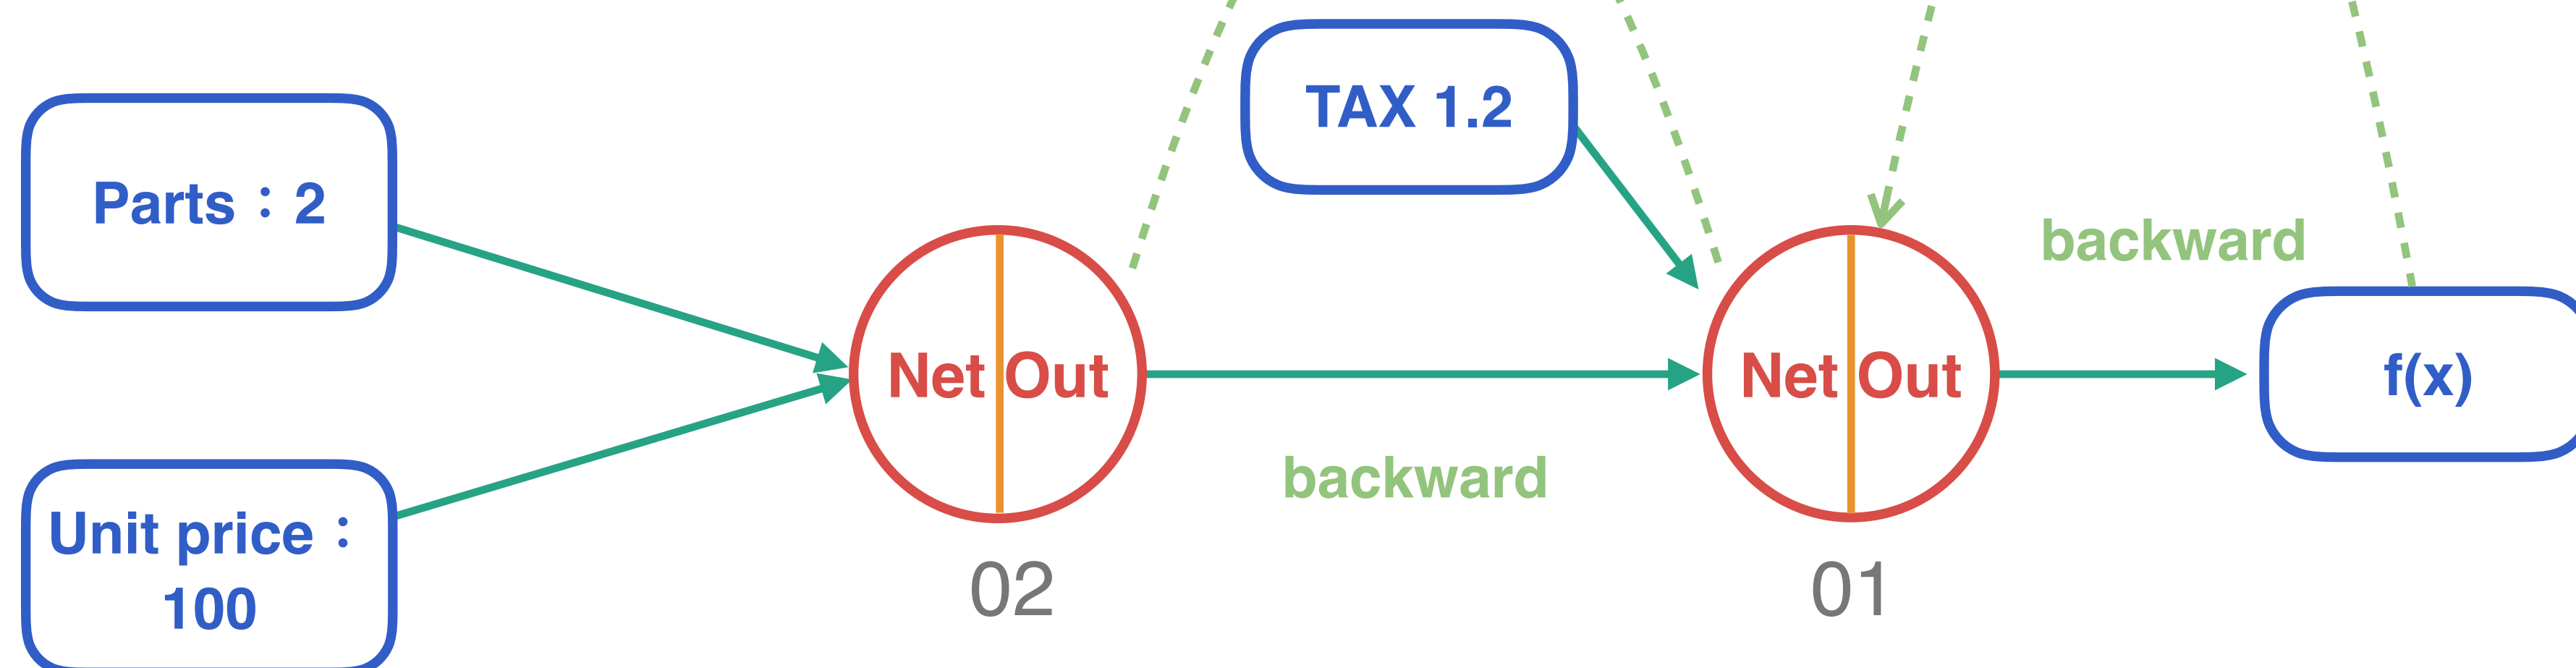 TAX 1.2
Parts：2
backward
Net Out
Net Out
f(x)
backward
Unit price：
100
02
01